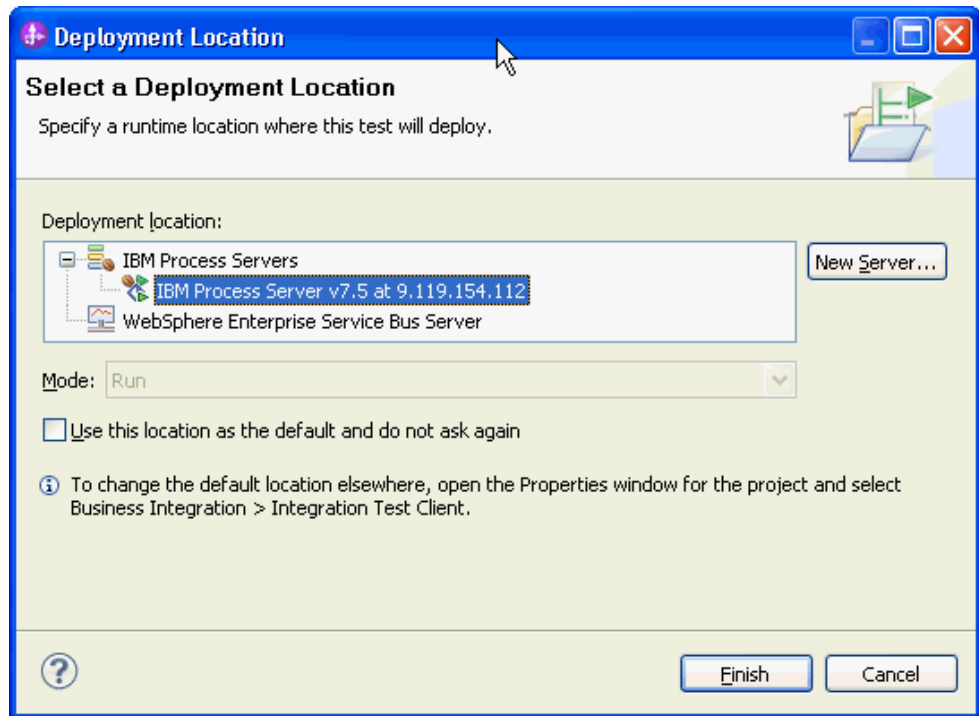 Deployment Location
Select a Deployment Location
Specify a runtime location where this test will deploy.
Deployment location:
IBM Process Servers
New Server...
IBM Process Server v7.5 at 9.119.154.112
WebSphere Enterprise Service Bus Server
Mode: Run
Use this location as the default and do not ask again
To change the default location elsewhere, open the Properties window for the project and select
Business Integration > Integration Test Client.
Finish Cancel